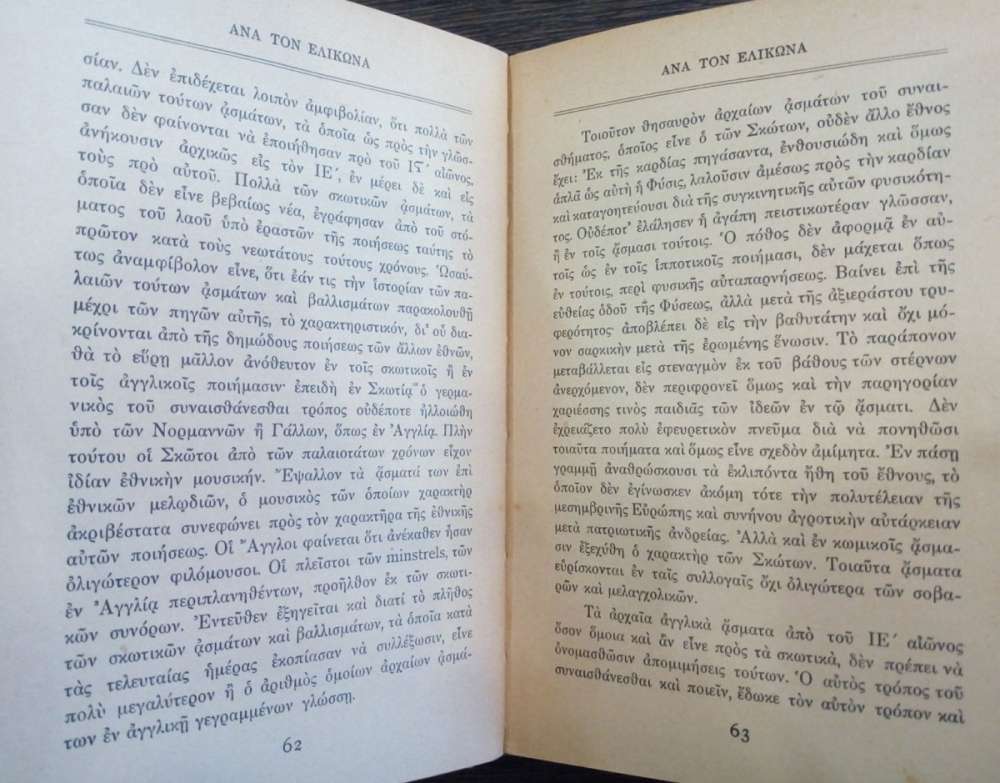 ΑΝΑ ΤΟΝ ΕΛΙΚΩΝΑ
σίαν. Δὲν ἐπιδέχεται λοιπὸν ἀμφιβολίαν, ὅτι πολλὰ τῶν
παλαιῶν τούτων ᾀσμάτων, τὰ ὁποῖα ὡς πρὸς τὴν γλῶσ-
σαν δὲν φαίνονται νὰ ἐποιήθησαν πρὸ τοῦ ΙϚ΄ αἰῶνος,
ἀνήκουσιν ἀρχικῶς εἰς τὸν ΙΕ΄, ἐν μέρει δὲ καὶ εἰς
τοὺς πρὸ αὐτοῦ. Πολλὰ τῶν σκωτικῶν ᾀσμάτων, τὰ
ὁποῖα δὲν εἶνε βεβαίως νέα, ἐγράφησαν ἀπὸ τοῦ στό-
ματος τοῦ λαοῦ ὑπὸ ἐραστῶν τῆς ποιήσεως ταύτης τὸ
πρῶτον κατὰ τοὺς νεωτάτους τούτους χρόνους. Ὡσαύ-
τως ἀναμφίβολον εἶνε, ὅτι ἐάν τις τὴν ἱστορίαν τῶν πα-
λαιῶν τούτων ᾀσμάτων καὶ βαλλισμάτων παρακολουθῇ
μέχρι τῶν πηγῶν αὐτῆς, τὸ χαρακτηριστικόν, δι' οὗ δια-
κρίνονται ἀπὸ τῆς δημώδους ποιήσεως τῶν ἄλλων ἐθνῶν,
θὰ τὸ εὕρῃ μᾶλλον ἀνόθευτον ἐν τοῖς σκωτικοῖς ἢ ἐν
τοῖς ἀγγλικοῖς ποιήμασιν· ἐπειδὴ ἐν Σκωτίᾳ ὁ γερμα-
νικὸς τοῦ συναισθάνεσθαι τρόπος οὐδέποτε ἠλλοιώθη
ὑπὸ τῶν Νορμαννῶν ἢ Γάλλων, ὅπως ἐν Ἀγγλίᾳ. Πλὴν
τούτου οἱ Σκῶτοι ἀπὸ τῶν παλαιοτάτων χρόνων εἶχον
ἰδίαν ἐθνικὴν μουσικήν. Ἔψαλλον τὰ ᾄσματά των ἐπὶ
ἐθνικῶν μελῳδιῶν, ὁ μουσικὸς τῶν ὁποίων χαρακτὴρ
ἀκριβέστατα συνεφώνει πρὸς τὸν χαρακτῆρα τῆς ἐθνικῆς
αὐτῶν ποιήσεως. Οἱ Ἄγγλοι φαίνεται ὅτι ἀνέκαθεν ἦσαν
ὀλιγώτερον φιλόμουσοι. Οἱ πλεῖστοι τῶν minstrels, τῶν
ἐν Ἀγγλίᾳ περιπλανηθέντων, προῆλθον ἐκ τῶν σκωτι-
κῶν συνόρων. Ἐντεῦθεν ἐξηγεῖται καὶ διατί τὸ πλῆθος
τῶν σκωτικῶν ᾀσμάτων καὶ βαλλισμάτων, τὰ ὁποῖα κατὰ
τὰς τελευταίας ἡμέρας ἐκοπίασαν νὰ συλλέξωσιν, εἶνε
πολὺ μεγαλύτερον ἢ ὁ ἀριθμὸς ὁμοίων ἀρχαίων ᾀσμά-
των ἐν ἀγγλικῇ γεγραμμένων γλώσσῃ.
62
ΑΝΑ ΤΟΝ ΕΛΙΚΩΝΑ
Τοιοῦτον θησαυρὸν ἀρχαίων ᾀσμάτων τοῦ συναι-
σθήματος, ὁποῖος εἶνε ὁ τῶν Σκώτων, οὐδὲν ἄλλο ἔθνος
ἔχει: Ἐκ τῆς καρδίας πηγάσαντα, ἐνθουσιώδη καὶ ὅμως
ἁπλᾶ ὡς αὐτὴ ἡ Φύσις, λαλοῦσιν ἀμέσως πρὸς τὴν καρδίαν
καὶ καταγοητεύουσι διὰ τῆς συγκινητικῆς αὐτῶν φυσικότη-
τος. Οὐδέποτ' ἐλάλησεν ἡ ἀγάπη πειστικωτέραν γλῶσσαν,
ἢ ἐν τοῖς ᾄσμασι τούτοις. Ὁ πόθος δὲν ἀφορμᾷ ἐν αὐ-
τοῖς ὡς ἐν τοῖς ἱπποτικοῖς ποιήμασι, δὲν μάχεται ὅπως
ἐν τούτοις, περὶ φυσικῆς αὐταπαρνήσεως. Βαίνει ἐπὶ τῆς
εὐθείας ὁδοῦ τῆς Φύσεως, ἀλλὰ μετὰ τῆς ἀξιεράστου τρυ-
φερότητος· ἀποβλέπει δὲ εἰς τὴν βαθυτάτην καὶ ὄχι μό-
νον σαρκικὴν μετὰ τῆς ἐρωμένης ἕνωσιν. Τὸ παράπονον
μεταβάλλεται εἰς στεναγμὸν ἐκ τοῦ βάθους τῶν στέρνων
ἀνερχόμενον, δὲν περιφρονεῖ ὅμως καὶ τὴν παρηγορίαν
χαριέσσης τινὸς παιδιᾶς τῶν ἰδεῶν ἐν τῷ ᾄσματι. Δὲν
ἐχρειάζετο πολὺ ἐφευρετικὸν πνεῦμα διὰ νὰ πονηθῶσι
τοιαῦτα ποιήματα καὶ ὅμως εἶνε σχεδὸν ἀμίμητα. Ἐν πάσῃ
γραμμῇ ἀναθρώσκουσι τὰ ἐκλιπόντα ἤθη τοῦ ἔθνους, τὸ
ὁποῖον δὲν ἐγίνωσκεν ἀκόμη τότε τὴν πολυτέλειαν τῆς
μεσημβρινῆς Εὐρώπης καὶ συνήνου ἀγροτικὴν αὐτάρκειαν
μετὰ πατριωτικῆς ἀνδρείας. Ἀλλὰ καὶ ἐν κωμικοῖς ᾄσμα-
σιν ἐξεχύθη ὁ χαρακτὴρ τῶν Σκώτων. Τοιαῦτα ᾄσματα
εὑρίσκονται ἐν ταῖς συλλογαῖς ὄχι ὀλιγώτερα τῶν σοβα-
ρῶν καὶ μελαγχολικῶν.
Τὰ ἀρχαῖα ἀγγλικὰ ᾄσματα ἀπὸ τοῦ ΙΕ΄ αἰῶνος
ὅσον ὅμοια καὶ ἂν εἶνε πρὸς τὰ σκωτικά, δὲν πρέπει νὰ
ὀνομασθῶσιν ἀπομιμήσεις τούτων. Ὁ αὐτὸς τρόπος τοῦ
συναισθάνεσθαι καὶ ποιεῖν, ἔδωκε τὸν αὐτὸν τρόπον καὶ
63